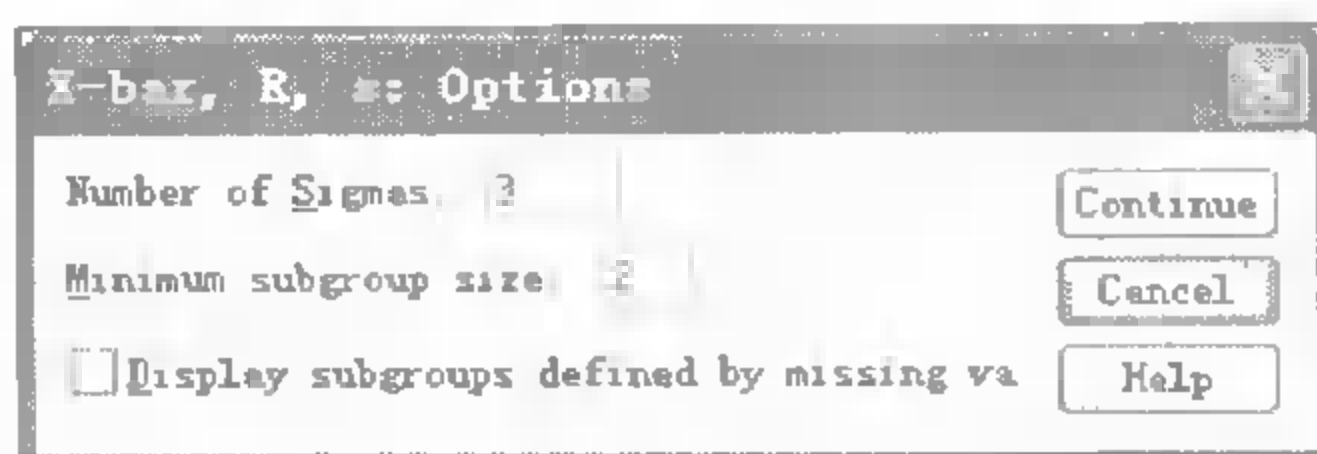 X-bar, R, s: Options
Number of Sigmas: 3
Continue
Minimum subgroup size: 2
Cancel
Display subgroups defined by missing va
Help